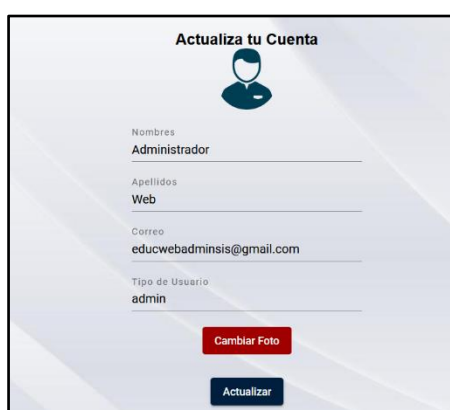 Actualiza tu Cuenta
Nombres
Administrador
Apellidos
Web
Correo
educwebadminsis@gmail.com
Tipo de Usuario
admin
Cambiar Foto
Actualizar